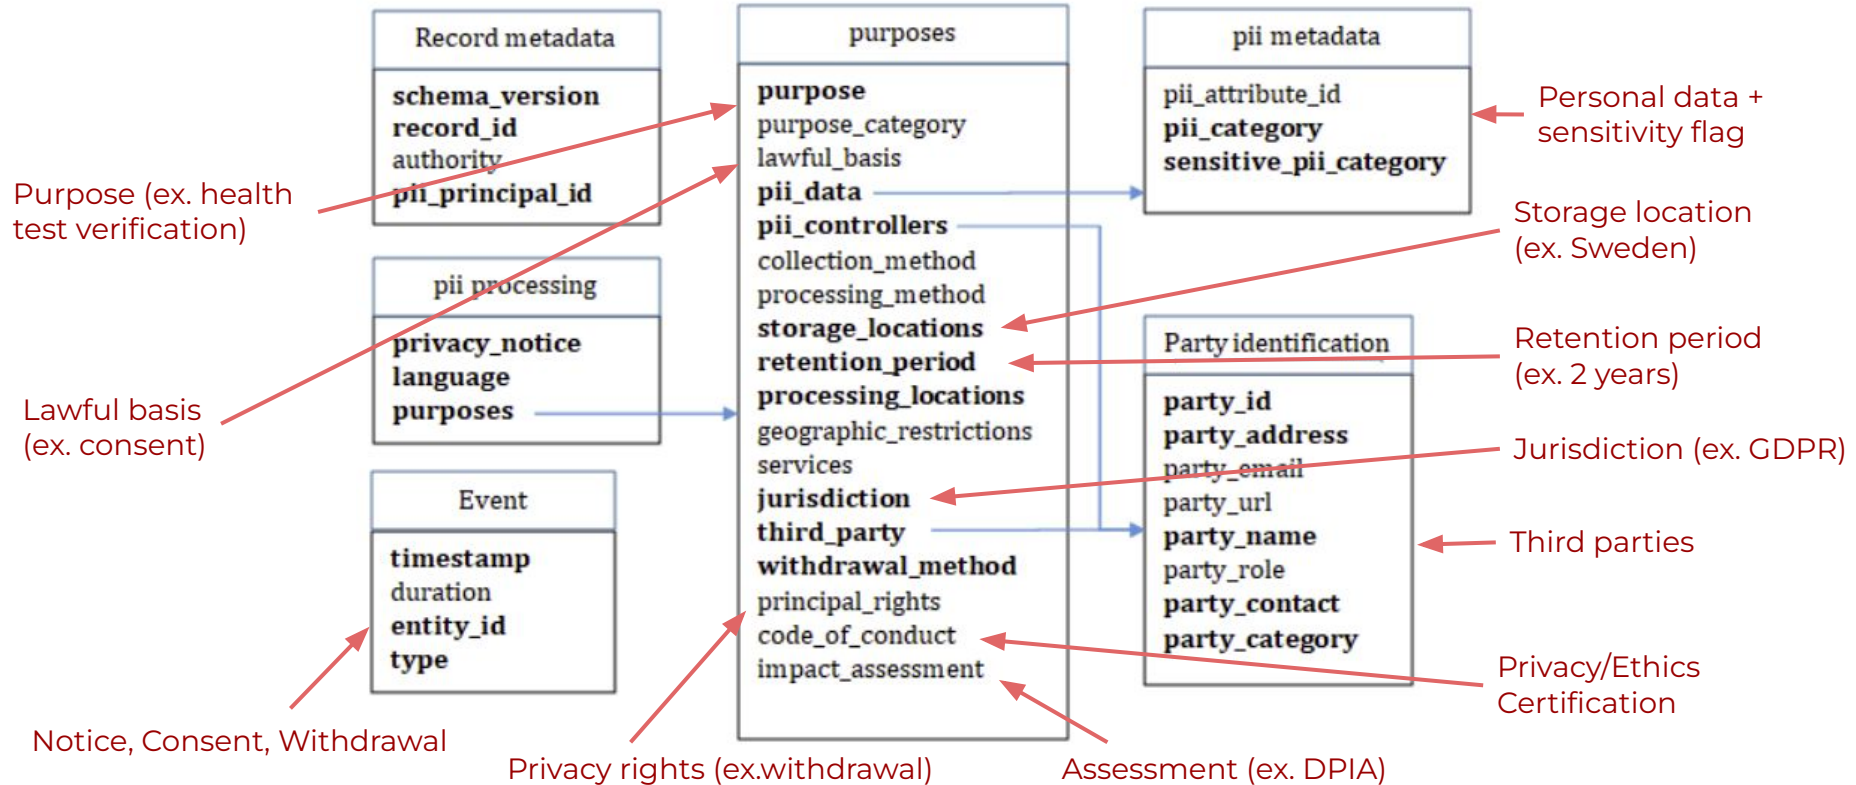 Record metadata
schema_version
record_id
authority
pii_principal_id
pii processing
privacy_notice
language
purposes
Event
timestamp
duration
entity_id
type
purposes
purpose
purpose_category
lawful_basis
pii_data
pii_controllers
collection_method
processing_method
storage_locations
retention_period
processing_locations
geographic_restrictions
services
jurisdiction
third_party
withdrawal_method
principal_rights
code_of_conduct
impact_assessment
pii metadata
pii_attribute_id
pii_category
sensitive_pii_category
Party identification
party_id
party_address
party_email
party_url
party_name
party_role
party_contact
party_category
Purpose (ex. health
test verification)
Lawful basis
(ex. consent)
Notice, Consent, Withdrawal
Privacy rights (ex.withdrawal)
Assessment (ex. DPIA)
Personal data +
sensitivity flag
Storage location
(ex. Sweden)
Retention period
(ex. 2 years)
Jurisdiction (ex. GDPR)
Third parties
Privacy/Ethics
Certification